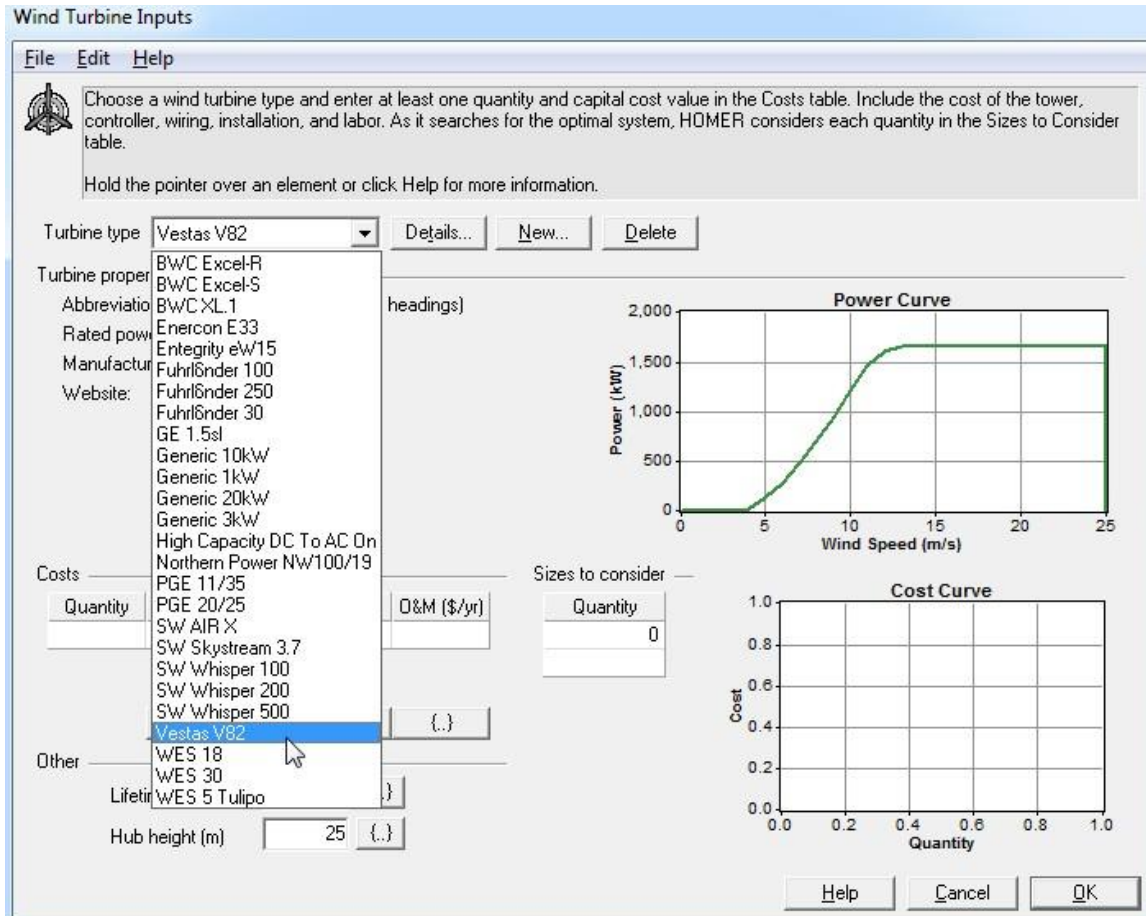 Wind Turbine Inputs
File Edit Help
Choose a wind turbine type and enter at least one quantity and capital cost value in the Costs table. Include the cost of the tower,
controller, wiring, installation, and labor. As it searches for the optimal system, HOMER considers each quantity in the Sizes to Consider
table.
Hold the pointer over an element or click Help for more information.
Turbine type Vestas V82 Details... New... Delete
BWC Excel-R
BWC Excel-S
BWC XL.1
Enercon E33
Entegrity eW15
Fuhrlδnder 100
Fuhrlδnder 250
Fuhrlδnder 30
GE 1.5sl
Generic 10kW
Generic 1kW
Generic 20kW
Generic 3kW
High Capacity DC To AC On
Northern Power NW100/19
PGE 11/35
PGE 20/25
SW AIR X
SW Skystream 3.7
SW Whisper 100
SW Whisper 200
SW Whisper 500
Vestas V82
WES 18
WES 30
WES 5 Tulipo
Turbine proper
Abbreviatio headings)
Rated pow
Manufactur
Website:
Power Curve
2,000
1,500
1,000
500
0
Power (kW)
0 5 10 15 20 25
Wind Speed (m/s)
Costs
Quantity O&M ($/yr)
{..}
Sizes to consider
Quantity
0
Cost Curve
1.0
0.8
0.6
0.4
0.2
0.0
Cost
0.0 0.2 0.4 0.6 0.8 1.0
Quantity
Other
Lifeti .}
Hub height (m) 25 {..}
Help Cancel OK